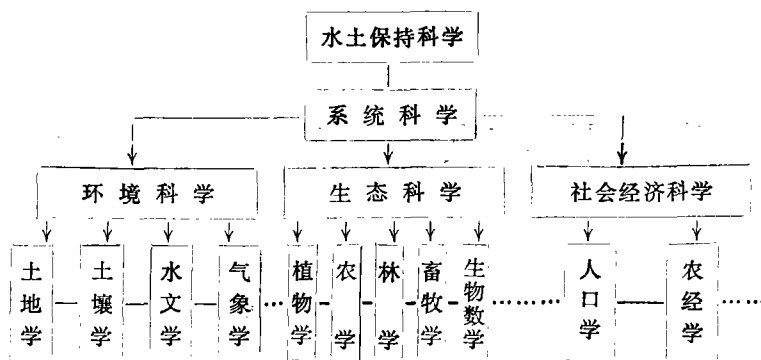 水土保持科学
系统科学
环境科学
生态科学
社会经济科学
土地学
土壤学
水文学
气象学
植物学
农学
林学
畜牧学
生物数学
人口学
农经学